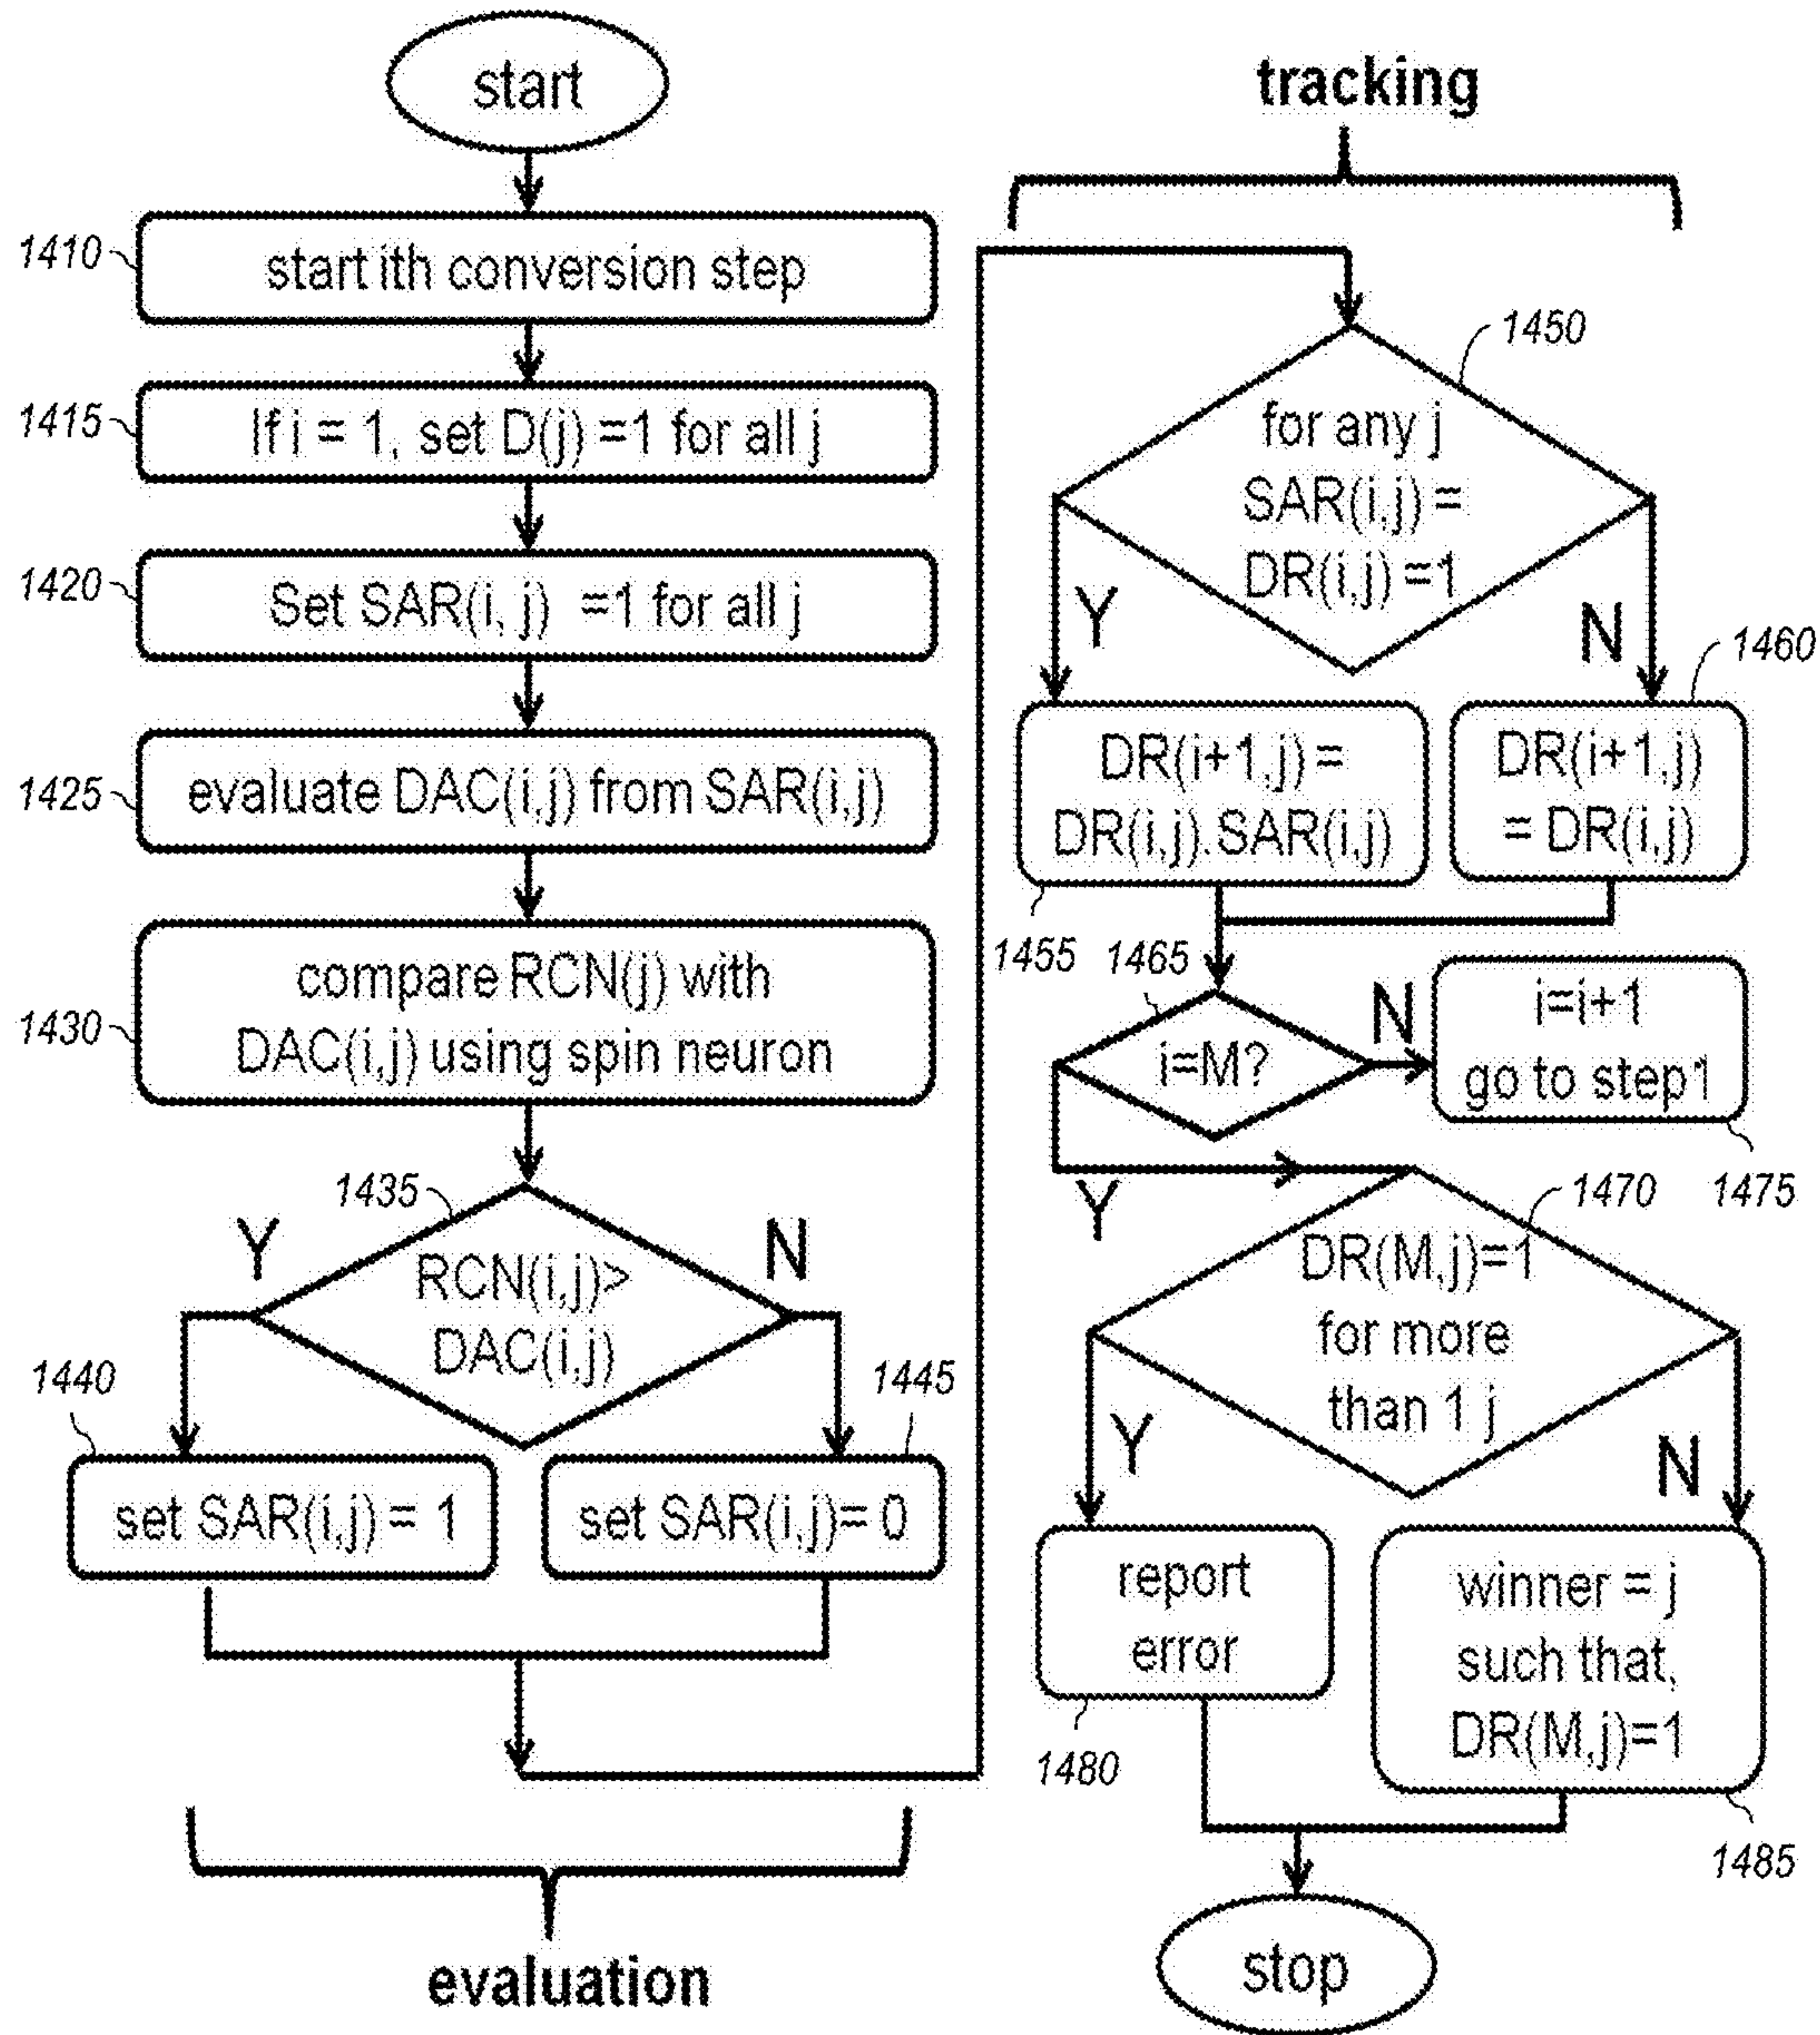 start
1410
start ith conversion step
1415
If i = 1, set D(j) =1 for all j
1420
Set SAR(i, j) =1 for all j
1425
evaluate DAC(i,j) from SAR(i,j)
1430
compare RCN(j) with
DAC(i,j) using spin neuron
1435
Y
N
RCN(i,j)>
DAC(i,j)
1440
1445
set SAR(i,j) = 1
set SAR(i,j)= 0
evaluation
tracking
1450
for any j
SAR(i,j) =
DR(i,j) =1
Y
N
1460
DR(i+1,j) =
DR(i,j).SAR(i,j)
DR(i+1,j)
= DR(i,j)
1455
1465
i=M?
N
i=i+1
go to step1
1475
Y
1470
DR(M,j)=1
for more
than 1 j
Y
N
report
error
1480
winner = j
such that,
DR(M,j)=1
1485
stop